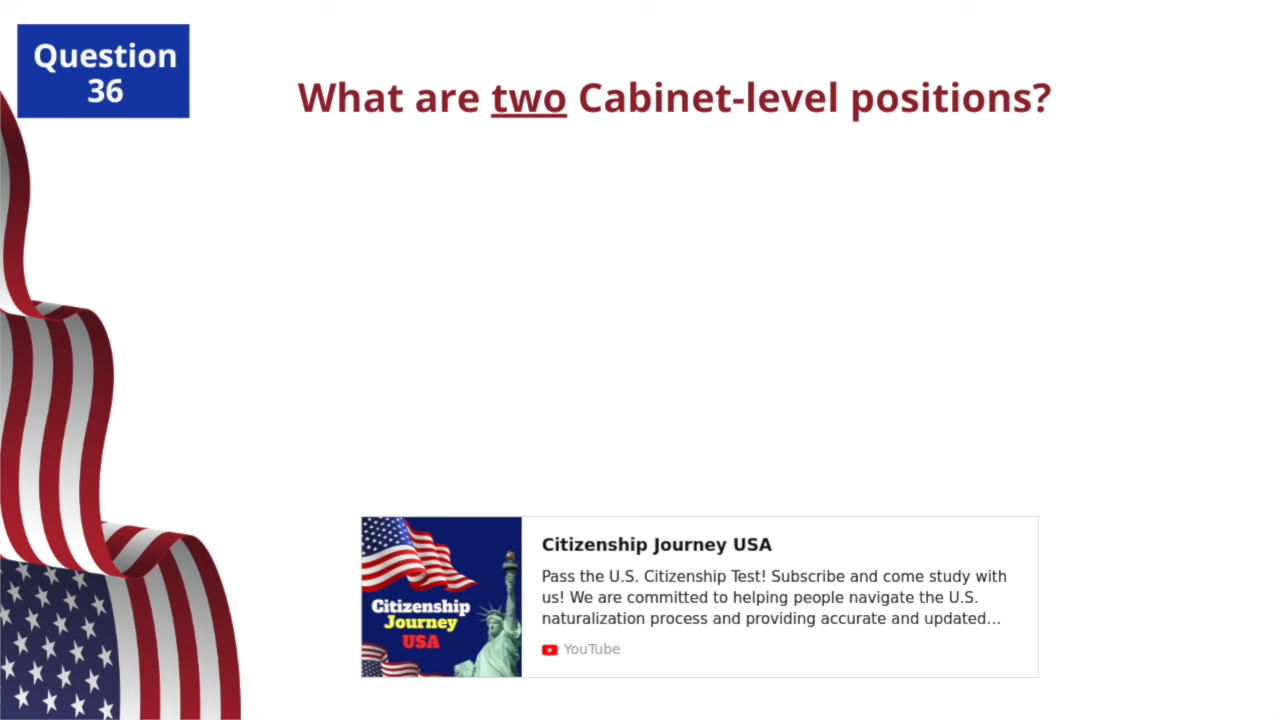 Question
36
What are two Cabinet-level positions?
Citizenship
Journey
USA
Citizenship Journey USA
Pass the U.S. Citizenship Test! Subscribe and come study with
us! We are committed to helping people navigate the U.S.
naturalization process and providing accurate and updated...
YouTube